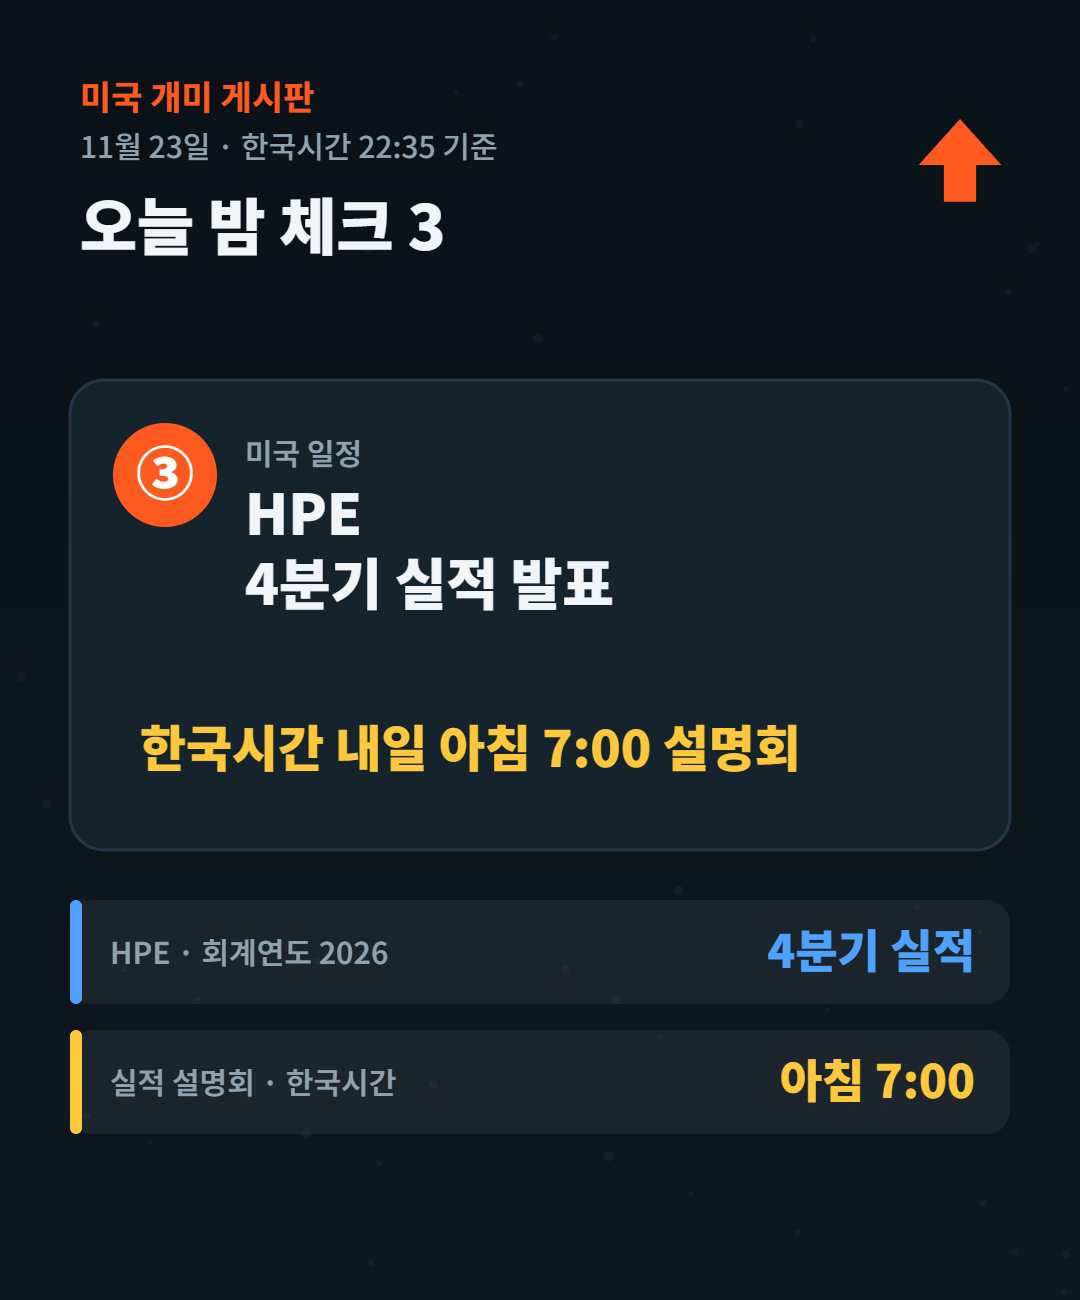 미국 개미 게시판
11월 23일 · 한국시간 22:35 기준
오늘 밤 체크 3
③
미국 일정
HPE
4분기 실적 발표
한국시간 내일 아침 7:00 설명회
HPE · 회계연도 2026
4분기 실적
실적 설명회 · 한국시간
아침 7:00